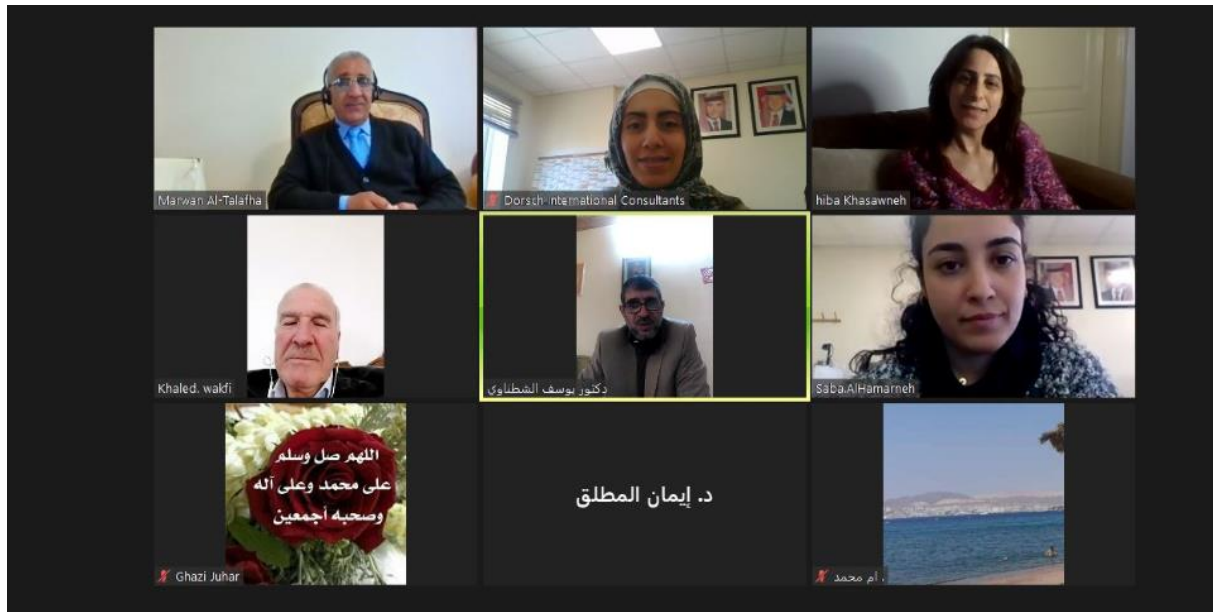 Marwan Al-Talafha
Dorsch-International Consultants
hiba Khasawneh
Khaled. wakfi
دكتور يوسف الشطناوي
Saba.AlHamarneh
اللهم صل وسلم
على محمد وعلى آله
وصحبه أجمعين
Ghazi Juhar
د. إيمان المطلق
ام محمد .